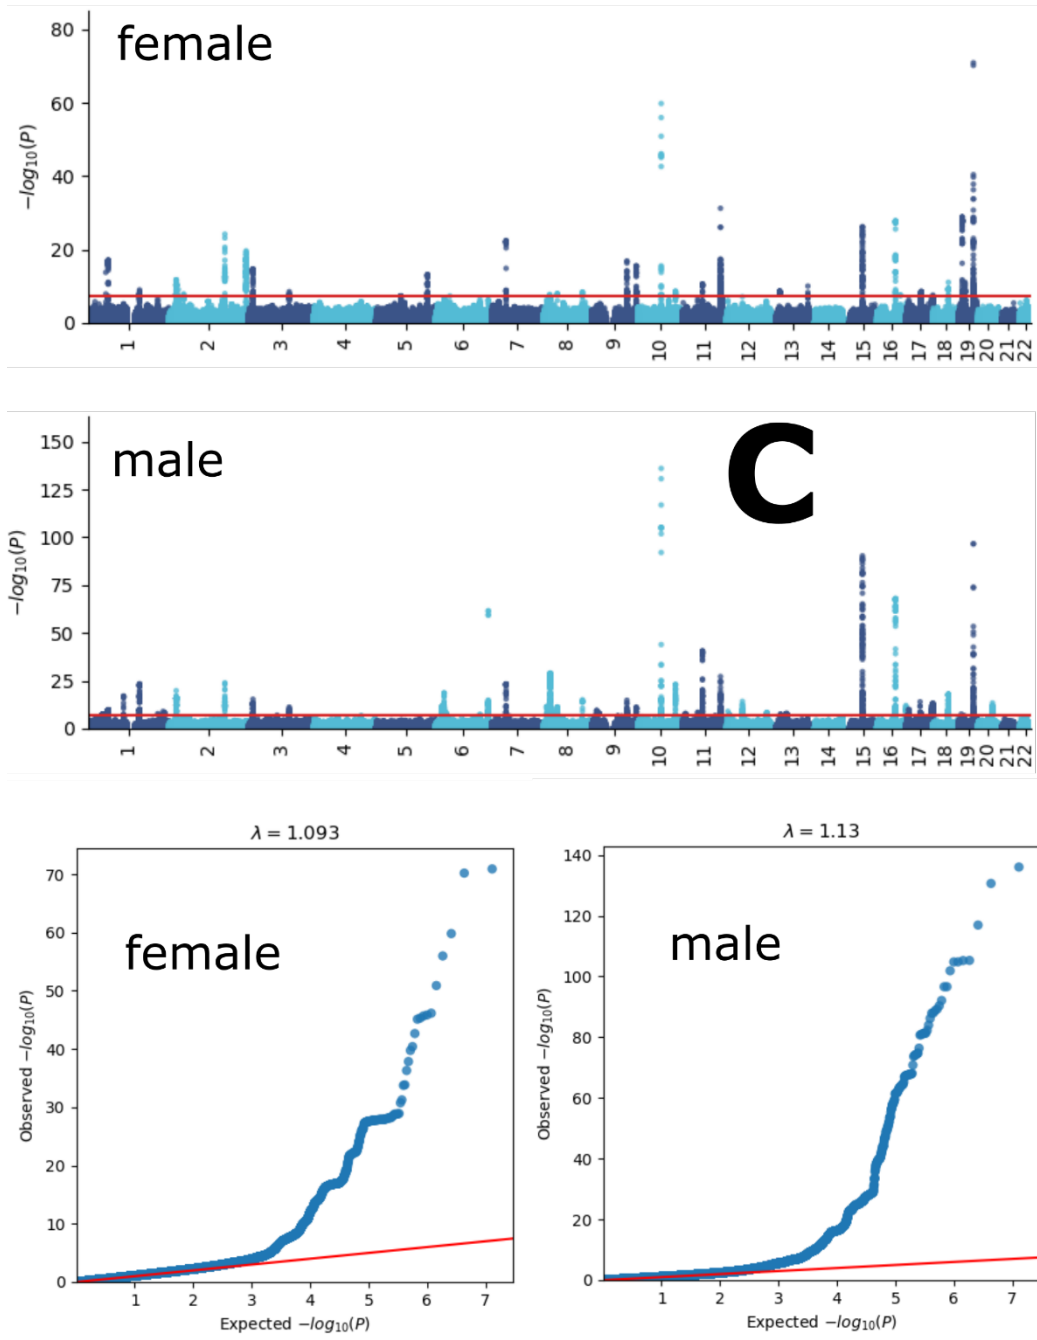 female
80
60
40
20
0
−log₁₀(P)
1 2 3 4 5 6 7 8 9 10 11 12 13 14 15 16 17 18 19 20 21 22
male
C
150
125
100
75
50
25
0
−log₁₀(P)
1 2 3 4 5 6 7 8 9 10 11 12 13 14 15 16 17 18 19 20 21 22
λ = 1.093
female
70
60
50
40
30
20
10
0
Observed −log₁₀(P)
1 2 3 4 5 6 7
Expected −log₁₀(P)
λ = 1.13
male
140
120
100
80
60
40
20
0
Observed −log₁₀(P)
1 2 3 4 5 6 7
Expected −log₁₀(P)